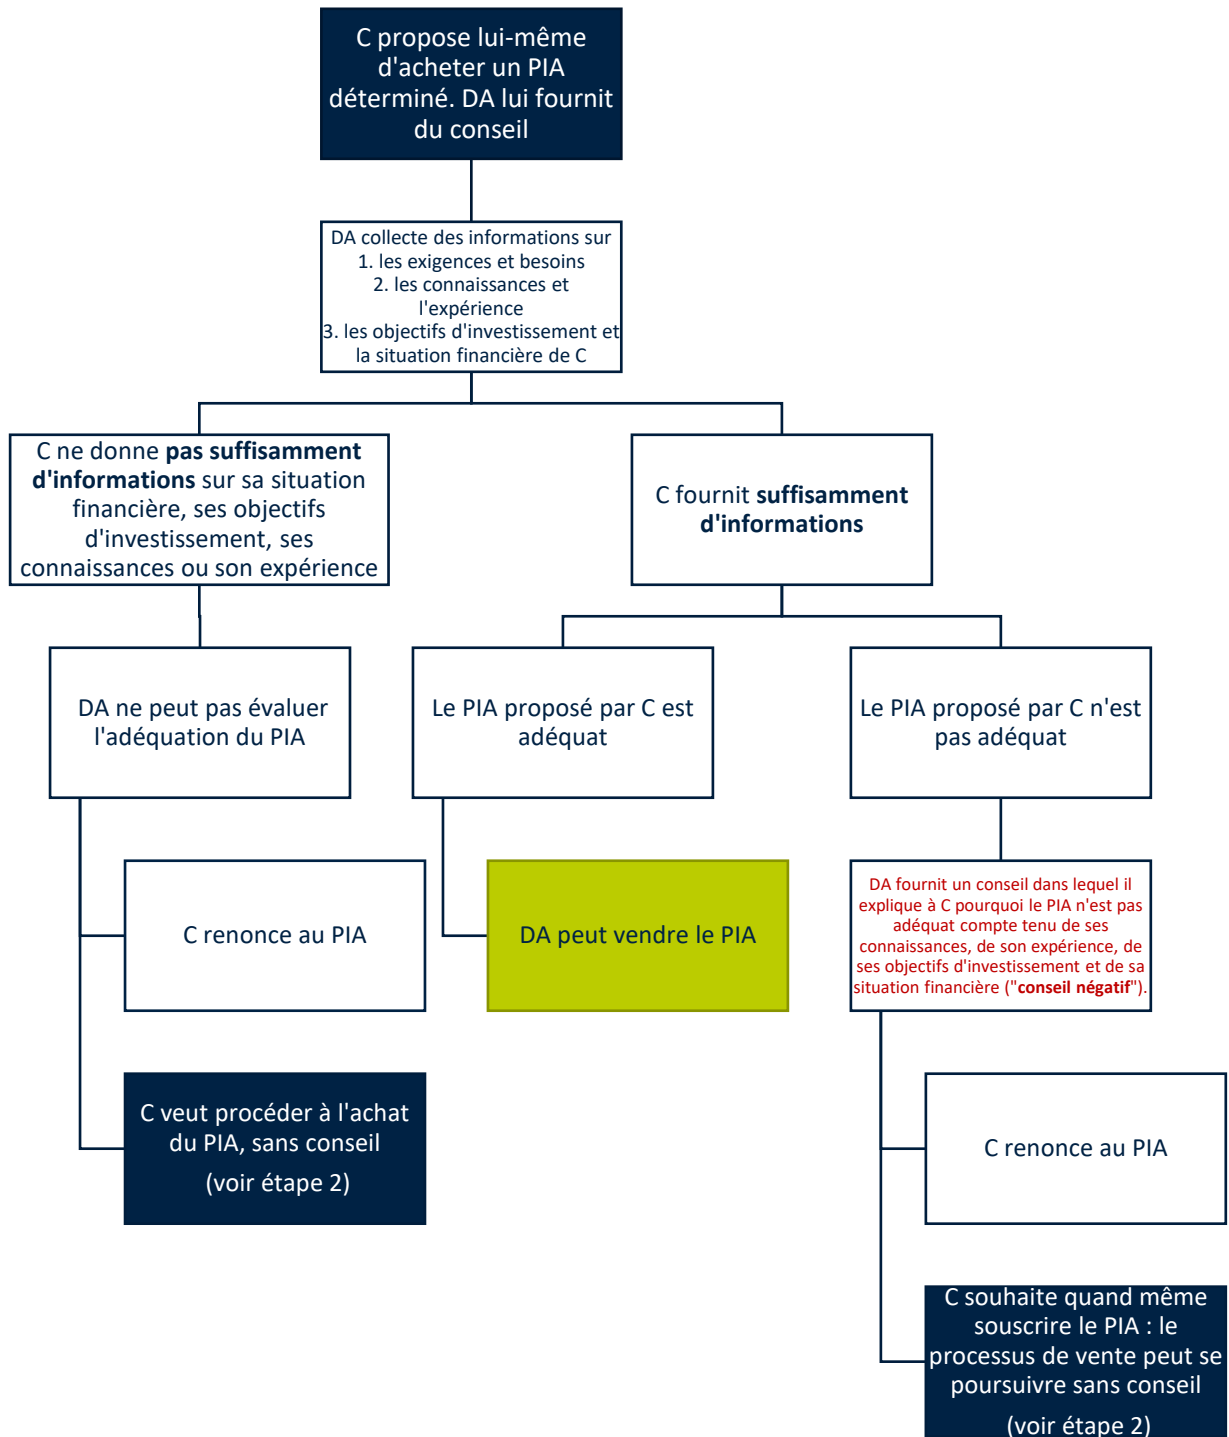 C propose lui-même
d'acheter un PIA
déterminé. DA lui fournit
du conseil
DA collecte des informations sur
1. les exigences et besoins
2. les connaissances et
l'expérience
3. les objectifs d'investissement et
la situation financière de C
C ne donne pas suffisamment
d'informations sur sa situation
financière, ses objectifs
d'investissement, ses
connaissances ou son expérience
C fournit suffisamment
d'informations
DA ne peut pas évaluer
l'adéquation du PIA
Le PIA proposé par C est
adéquat
Le PIA proposé par C n'est
pas adéquat
C renonce au PIA
DA peut vendre le PIA
DA fournit un conseil dans lequel il
explique à C pourquoi le PIA n'est pas
adéquat compte tenu de ses
connaissances, de son expérience, de
ses objectifs d'investissement et de sa
situation financière ("conseil négatif").
C veut procéder à l'achat
du PIA, sans conseil
(voir étape 2)
C renonce au PIA
C souhaite quand même
souscrire le PIA : le
processus de vente peut se
poursuivre sans conseil
(voir étape 2)